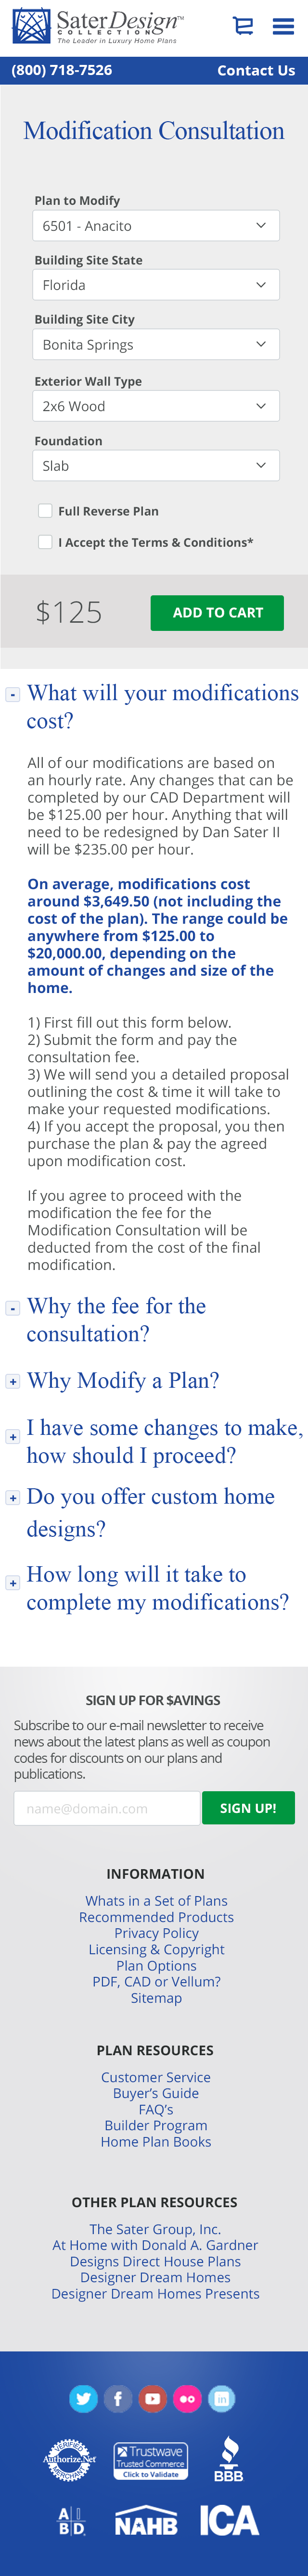 SaterDesign™
COLLECTION
The Leader in Luxury Home Plans
(800) 718-7526 Contact Us
Modification Consultation
Plan to Modify
6501 - Anacito
Building Site State
Florida
Building Site City
Bonita Springs
Exterior Wall Type
2x6 Wood
Foundation
Slab
Full Reverse Plan
I Accept the Terms & Conditions*
$125 ADD TO CART
- What will your modifications
cost?
All of our modifications are based on
an hourly rate. Any changes that can be
completed by our CAD Department will
be $125.00 per hour. Anything that will
need to be redesigned by Dan Sater II
will be $235.00 per hour.
On average, modifications cost
around $3,649.50 (not including the
cost of the plan). The range could be
anywhere from $125.00 to
$20,000.00, depending on the
amount of changes and size of the
home.
1) First fill out this form below.
2) Submit the form and pay the
consultation fee.
3) We will send you a detailed proposal
outlining the cost & time it will take to
make your requested modifications.
4) If you accept the proposal, you then
purchase the plan & pay the agreed
upon modification cost.
If you agree to proceed with the
modification the fee for the
Modification Consultation will be
deducted from the cost of the final
modification.
- Why the fee for the
consultation?
+ Why Modify a Plan?
+ I have some changes to make,
how should I proceed?
+ Do you offer custom home
designs?
+ How long will it take to
complete my modifications?
SIGN UP FOR $AVINGS
Subscribe to our e-mail newsletter to receive
news about the latest plans as well as coupon
codes for discounts on our plans and
publications.
name@domain.com SIGN UP!
INFORMATION
Whats in a Set of Plans
Recommended Products
Privacy Policy
Licensing & Copyright
Plan Options
PDF, CAD or Vellum?
Sitemap
PLAN RESOURCES
Customer Service
Buyer's Guide
FAQ's
Builder Program
Home Plan Books
OTHER PLAN RESOURCES
The Sater Group, Inc.
At Home with Donald A. Gardner
Designs Direct House Plans
Designer Dream Homes
Designer Dream Homes Presents
f in
Authorize.Net
Trustwave
Trusted Commerce
Click to Validate
BBB
AI
BD
NAHB
ICA